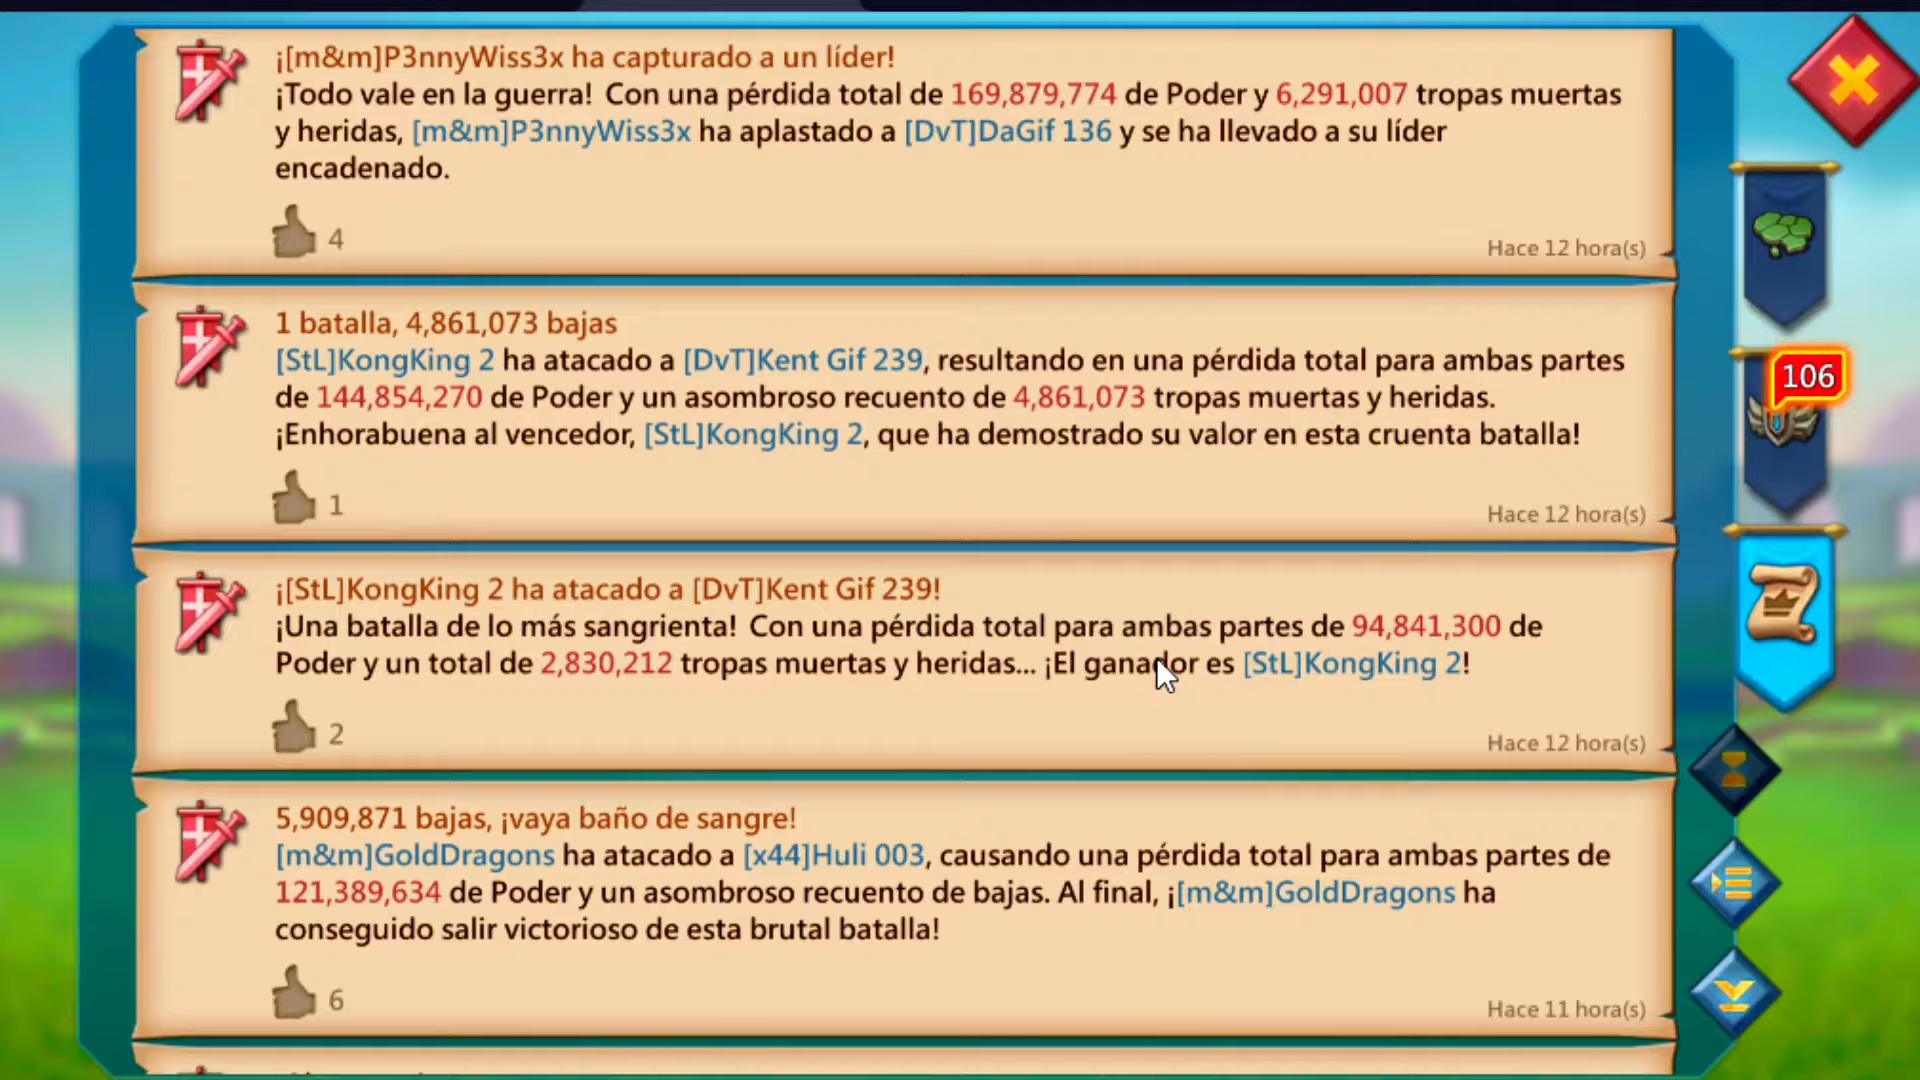 ¡[m&m]P3nnyWiss3x ha capturado a un líder!
¡Todo vale en la guerra! Con una pérdida total de 169,879,774 de Poder y 6,291,007 tropas muertas
y heridas, [m&m]P3nnyWiss3x ha aplastado a [DvT]DaGif 136 y se ha llevado a su líder
encadenado.
4
Hace 12 hora(s)
1 batalla, 4,861,073 bajas
[StL]KongKing 2 ha atacado a [DvT]Kent Gif 239, resultando en una pérdida total para ambas partes
de 144,854,270 de Poder y un asombroso recuento de 4,861,073 tropas muertas y heridas.
¡Enhorabuena al vencedor, [StL]KongKing 2, que ha demostrado su valor en esta cruenta batalla!
1
Hace 12 hora(s)
106
¡[StL]KongKing 2 ha atacado a [DvT]Kent Gif 239!
¡Una batalla de lo más sangrienta! Con una pérdida total para ambas partes de 94,841,300 de
Poder y un total de 2,830,212 tropas muertas y heridas... ¡El ganador es [StL]KongKing 2!
2
Hace 12 hora(s)
5,909,871 bajas, ¡vaya baño de sangre!
[m&m]GoldDragons ha atacado a [x44]Huli 003, causando una pérdida total para ambas partes de
121,389,634 de Poder y un asombroso recuento de bajas. Al final, ¡[m&m]GoldDragons ha
conseguido salir victorioso de esta brutal batalla!
6
Hace 11 hora(s)